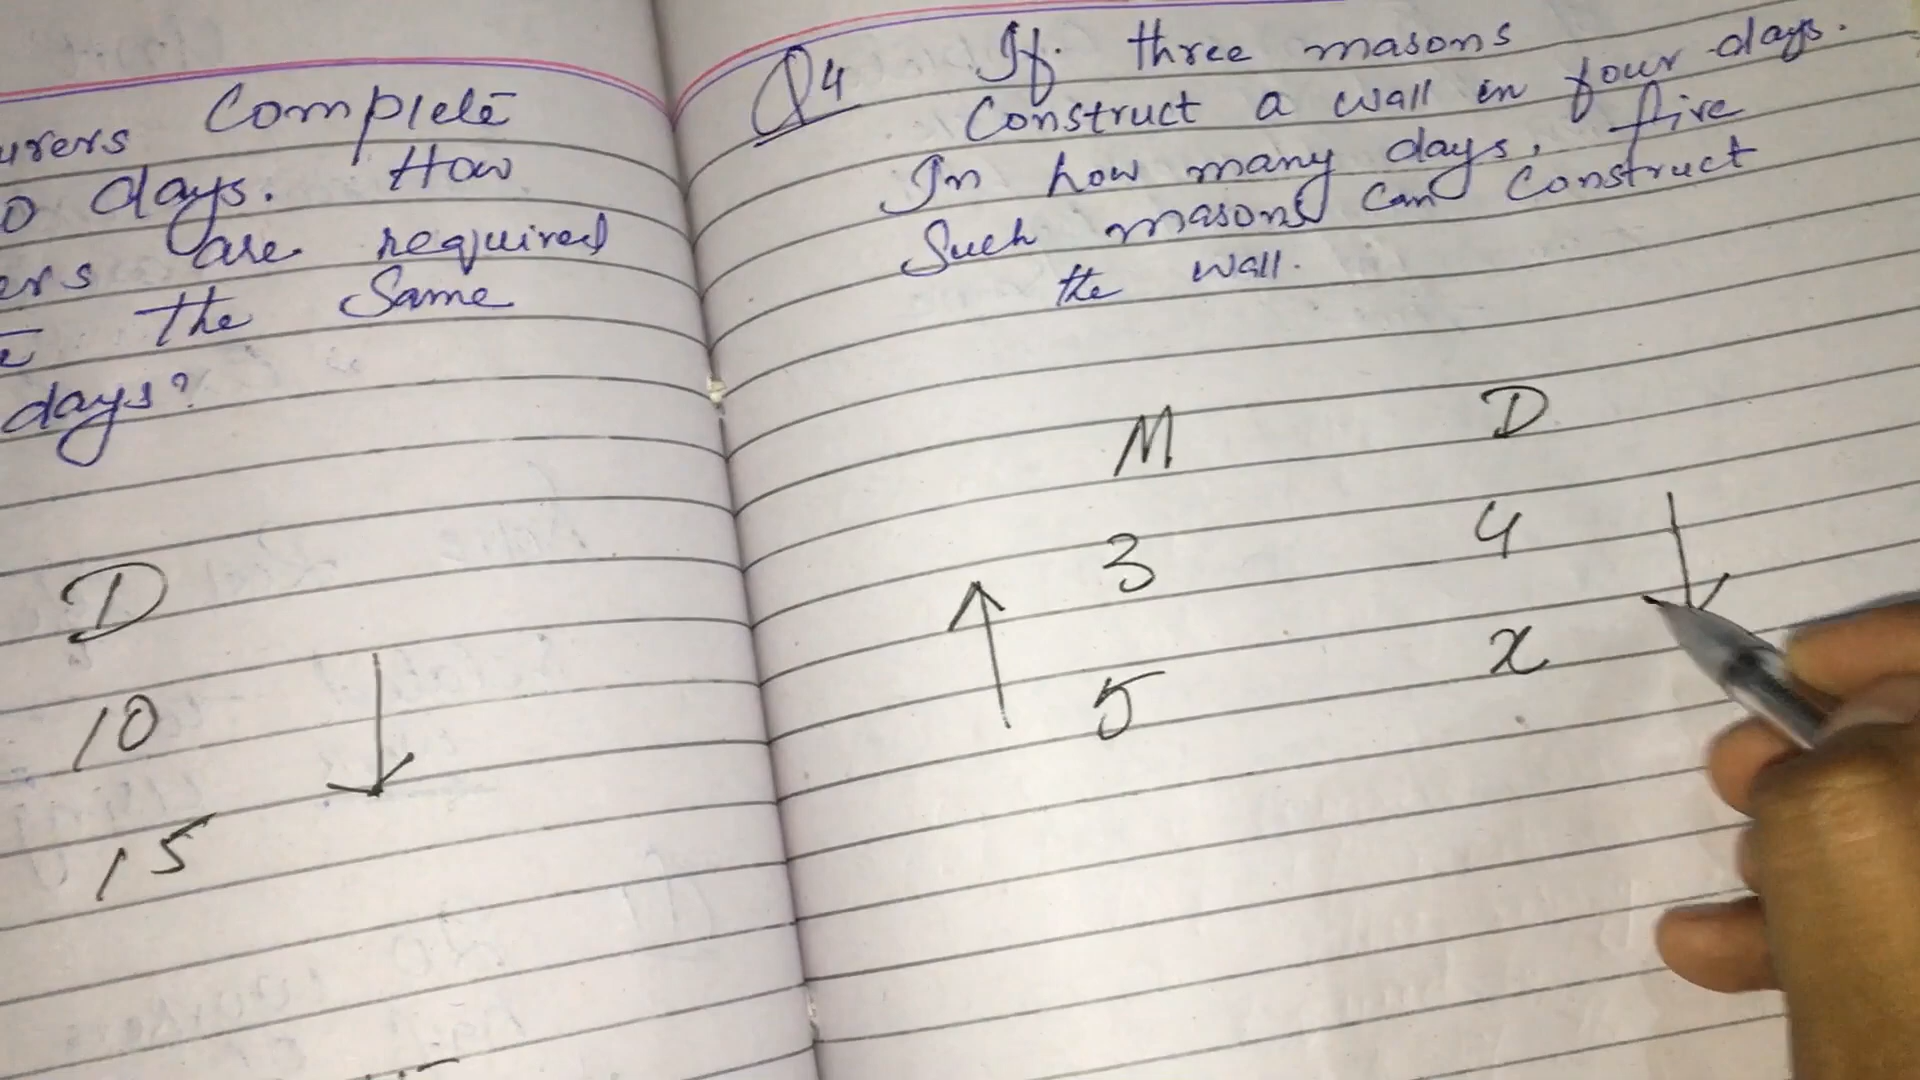 urers Complete
0 days. How
ers are required
the Same
days?
D
10
15
Q4 If three masons
Construct a wall in four days.
In how many days, five
Such masons can construct
the wall.
M D
3 4
5 x